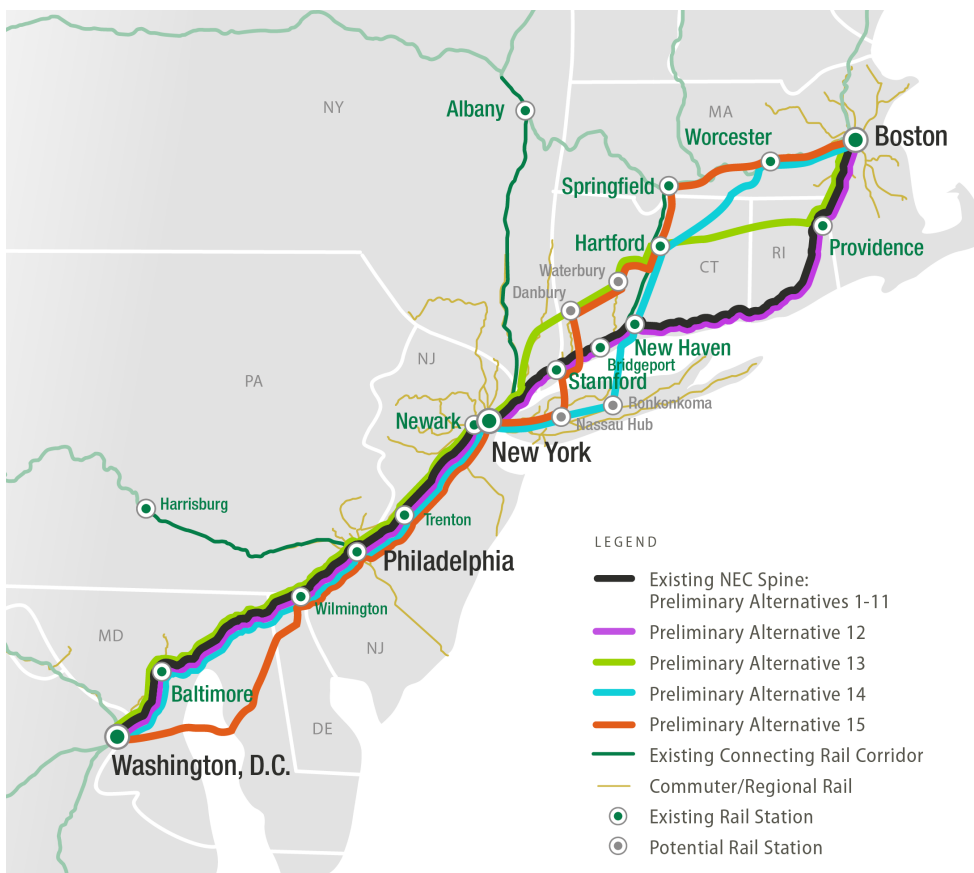 NY
Albany
MA
Worcester
Boston
Springfield
Hartford
Providence
Waterbury
CT
RI
Danbury
New Haven
Bridgeport
NJ
Stamford
PA
Ronkonkoma
Newark
Nassau Hub
New York
Harrisburg
Trenton
Philadelphia
Wilmington
MD
NJ
Baltimore
DE
Washington, D.C.
LEGEND
Existing NEC Spine:
Preliminary Alternatives 1-11
Preliminary Alternative 12
Preliminary Alternative 13
Preliminary Alternative 14
Preliminary Alternative 15
Existing Connecting Rail Corridor
Commuter/Regional Rail
Existing Rail Station
Potential Rail Station